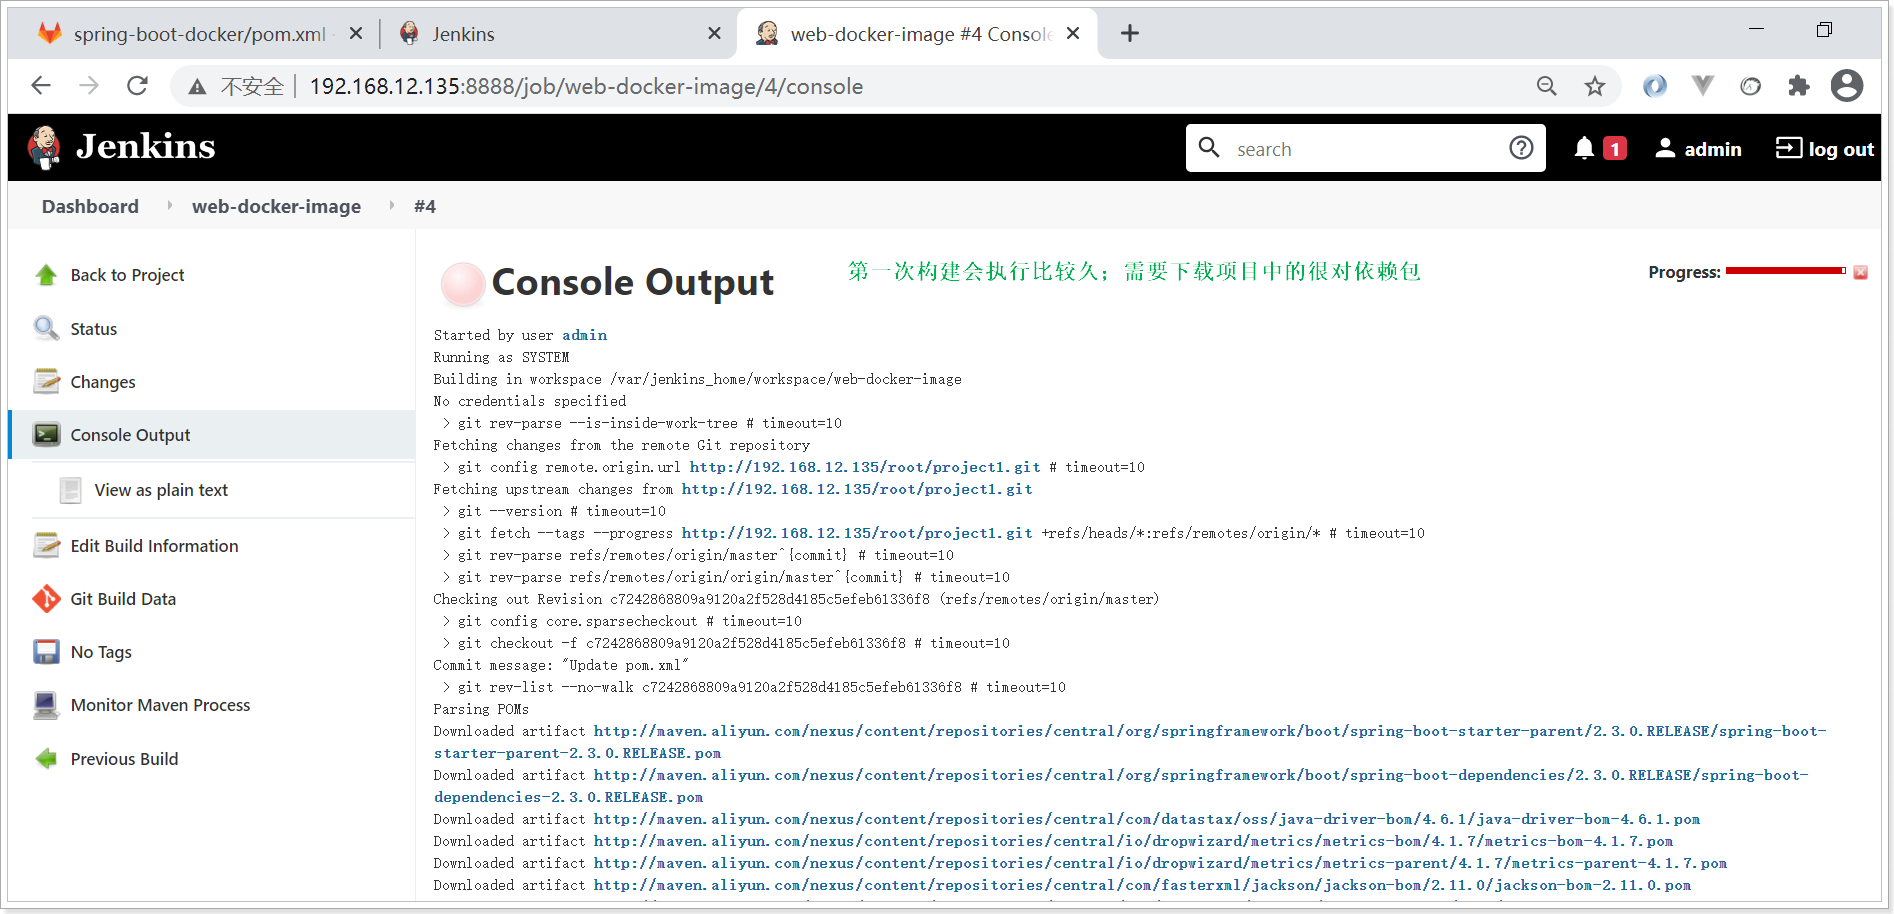 spring-boot-docker/pom.xml
Jenkins
web-docker-image #4 Console
不安全 192.168.12.135:8888/job/web-docker-image/4/console
Jenkins
search
1
admin
log out
Dashboard web-docker-image #4
Back to Project
Status
Changes
Console Output
View as plain text
Edit Build Information
Git Build Data
No Tags
Monitor Maven Process
Previous Build
Console Output
第一次构建会执行比较久；需要下载项目中的很对依赖包
Progress:
Started by user admin
Running as SYSTEM
Building in workspace /var/jenkins_home/workspace/web-docker-image
No credentials specified
> git rev-parse --is-inside-work-tree # timeout=10
Fetching changes from the remote Git repository
> git config remote.origin.url http://192.168.12.135/root/project1.git # timeout=10
Fetching upstream changes from http://192.168.12.135/root/project1.git
> git --version # timeout=10
> git fetch --tags --progress http://192.168.12.135/root/project1.git +refs/heads/*:refs/remotes/origin/* # timeout=10
> git rev-parse refs/remotes/origin/master^{commit} # timeout=10
> git rev-parse refs/remotes/origin/origin/master^{commit} # timeout=10
Checking out Revision c7242868809a9120a2f528d4185c5efeb61336f8 (refs/remotes/origin/master)
> git config core.sparsecheckout # timeout=10
> git checkout -f c7242868809a9120a2f528d4185c5efeb61336f8 # timeout=10
Commit message: "Update pom.xml"
> git rev-list --no-walk c7242868809a9120a2f528d4185c5efeb61336f8 # timeout=10
Parsing POMs
Downloaded artifact http://maven.aliyun.com/nexus/content/repositories/central/org/springframework/boot/spring-boot-starter-parent/2.3.0.RELEASE/spring-boot-
starter-parent-2.3.0.RELEASE.pom
Downloaded artifact http://maven.aliyun.com/nexus/content/repositories/central/org/springframework/boot/spring-boot-dependencies/2.3.0.RELEASE/spring-boot-
dependencies-2.3.0.RELEASE.pom
Downloaded artifact http://maven.aliyun.com/nexus/content/repositories/central/com/datastax/oss/java-driver-bom/4.6.1/java-driver-bom-4.6.1.pom
Downloaded artifact http://maven.aliyun.com/nexus/content/repositories/central/io/dropwizard/metrics/metrics-bom/4.1.7/metrics-bom-4.1.7.pom
Downloaded artifact http://maven.aliyun.com/nexus/content/repositories/central/io/dropwizard/metrics/metrics-parent/4.1.7/metrics-parent-4.1.7.pom
Downloaded artifact http://maven.aliyun.com/nexus/content/repositories/central/com/fasterxml/jackson/jackson-bom/2.11.0/jackson-bom-2.11.0.pom